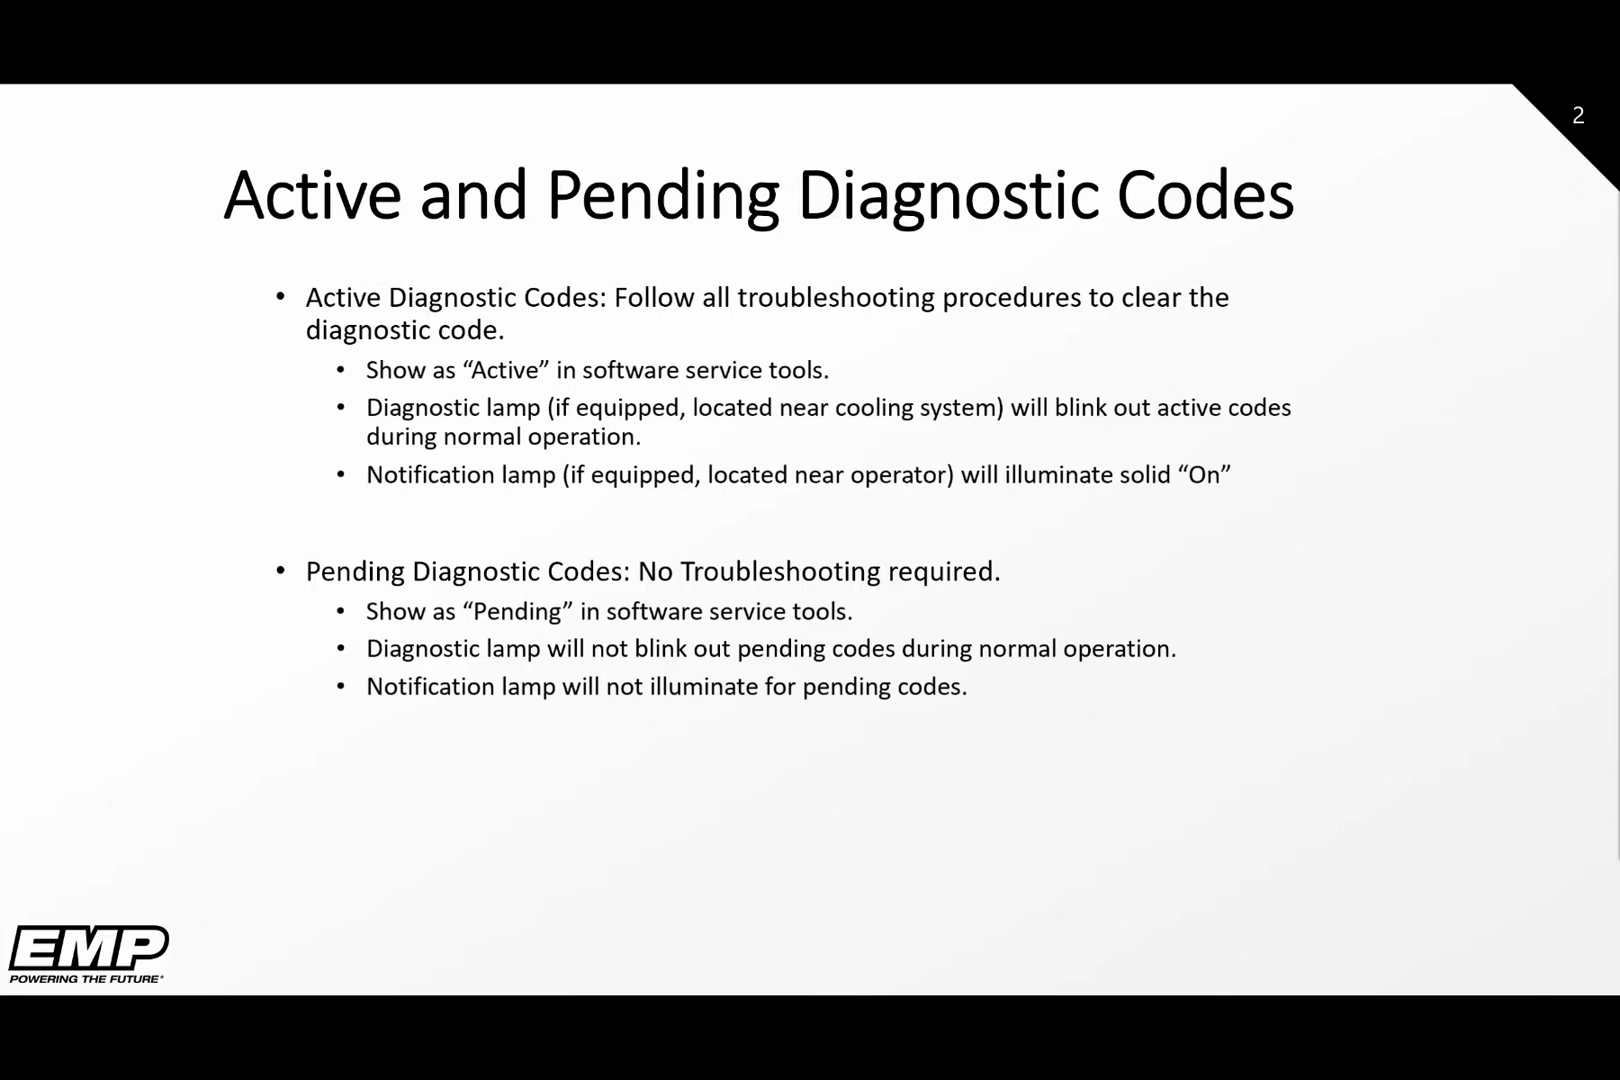 2
Active and Pending Diagnostic Codes
• Active Diagnostic Codes: Follow all troubleshooting procedures to clear the
diagnostic code.
• Show as “Active” in software service tools.
• Diagnostic lamp (if equipped, located near cooling system) will blink out active codes
during normal operation.
• Notification lamp (if equipped, located near operator) will illuminate solid “On”
• Pending Diagnostic Codes: No Troubleshooting required.
• Show as “Pending” in software service tools.
• Diagnostic lamp will not blink out pending codes during normal operation.
• Notification lamp will not illuminate for pending codes.
EMP
POWERING THE FUTURE®